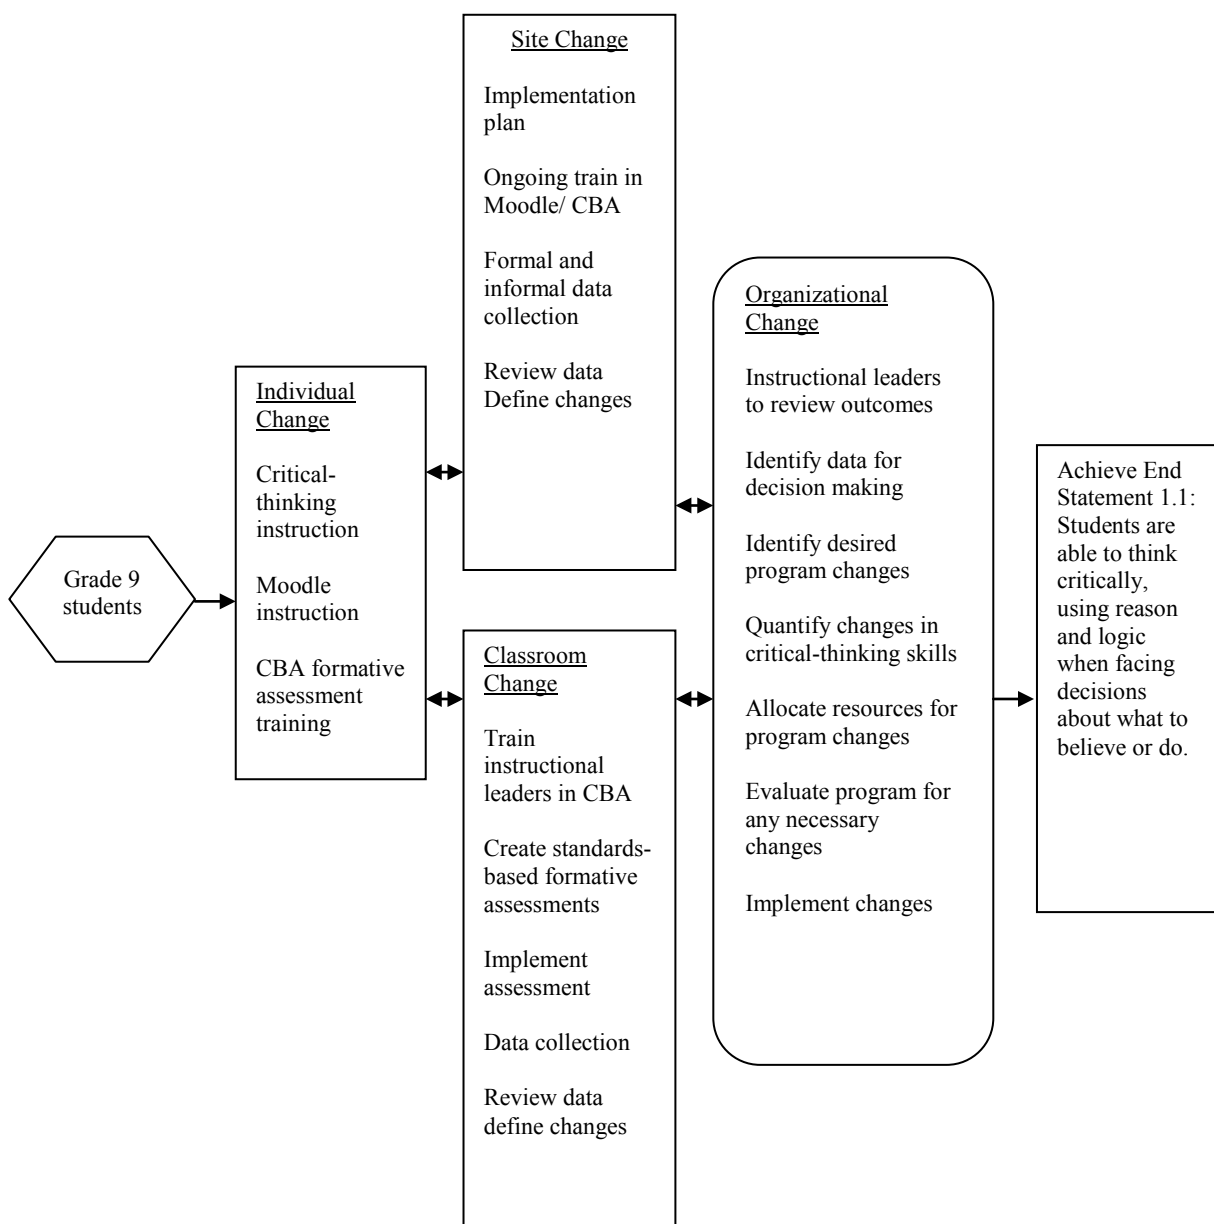 Grade 9
students
Individual
Change
Critical-
thinking
instruction
Moodle
instruction
CBA formative
assessment
training
Site Change
Implementation
plan
Ongoing train in
Moodle/ CBA
Formal and
informal data
collection
Review data
Define changes
Classroom
Change
Train
instructional
leaders in CBA
Create standards-
based formative
assessments
Implement
assessment
Data collection
Review data
define changes
Organizational
Change
Instructional leaders
to review outcomes
Identify data for
decision making
Identify desired
program changes
Quantify changes in
critical-thinking skills
Allocate resources for
program changes
Evaluate program for
any necessary
changes
Implement changes
Achieve End
Statement 1.1:
Students are
able to think
critically,
using reason
and logic
when facing
decisions
about what to
believe or do.